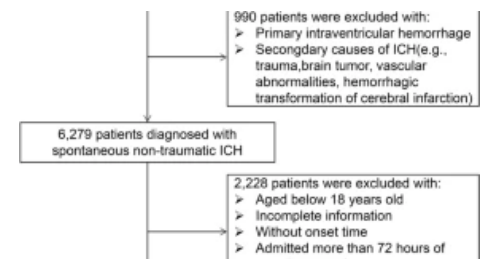 990 patients were excluded with:
➢ Primary intraventricular hemorrhage
➢ Secongdary causes of ICH(e.g.,
trauma,brain tumor, vascular
abnormalities, hemorrhagic
transformation of cerebral infarction)
6,279 patients diagnosed with
spontaneous non-traumatic ICH
2,228 patients were excluded with:
➢ Aged below 18 years old
➢ Incomplete information
➢ Without onset time
➢ Admitted more than 72 hours of